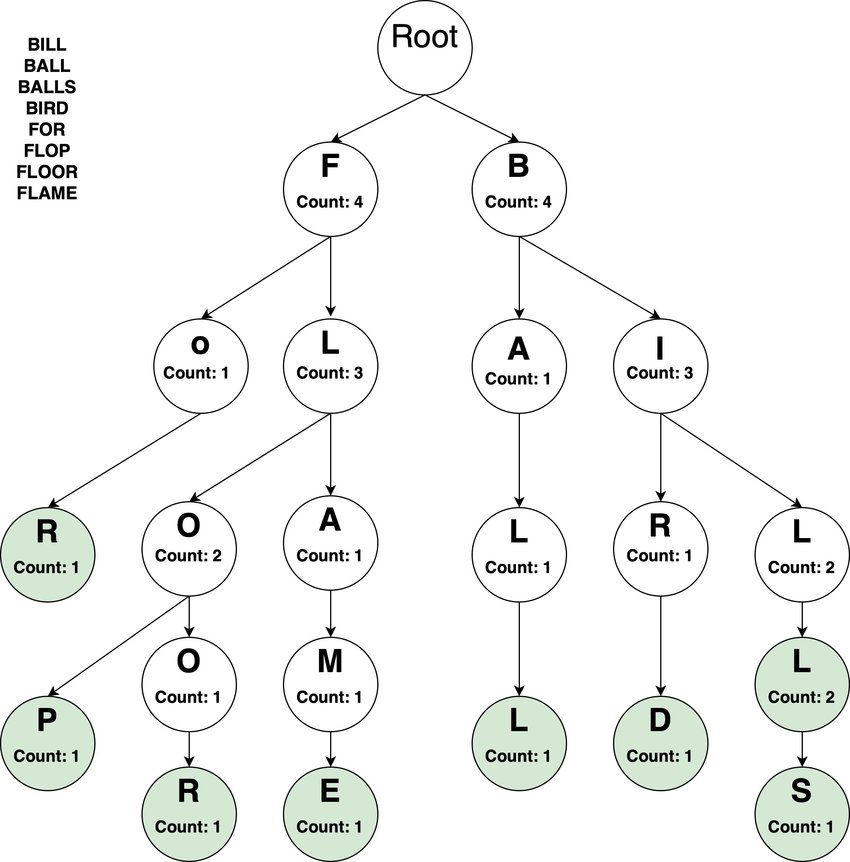 Root
BILL
BALL
BALLS
BIRD
FOR
FLOP
FLOOR
FLAME
F
Count: 4
B
Count: 4
o
Count: 1
L
Count: 3
A
Count: 1
I
Count: 3
R
Count: 1
O
Count: 2
A
Count: 1
L
Count: 1
R
Count: 1
L
Count: 2
P
Count: 1
O
Count: 1
M
Count: 1
L
Count: 1
D
Count: 1
L
Count: 2
R
Count: 1
E
Count: 1
S
Count: 1